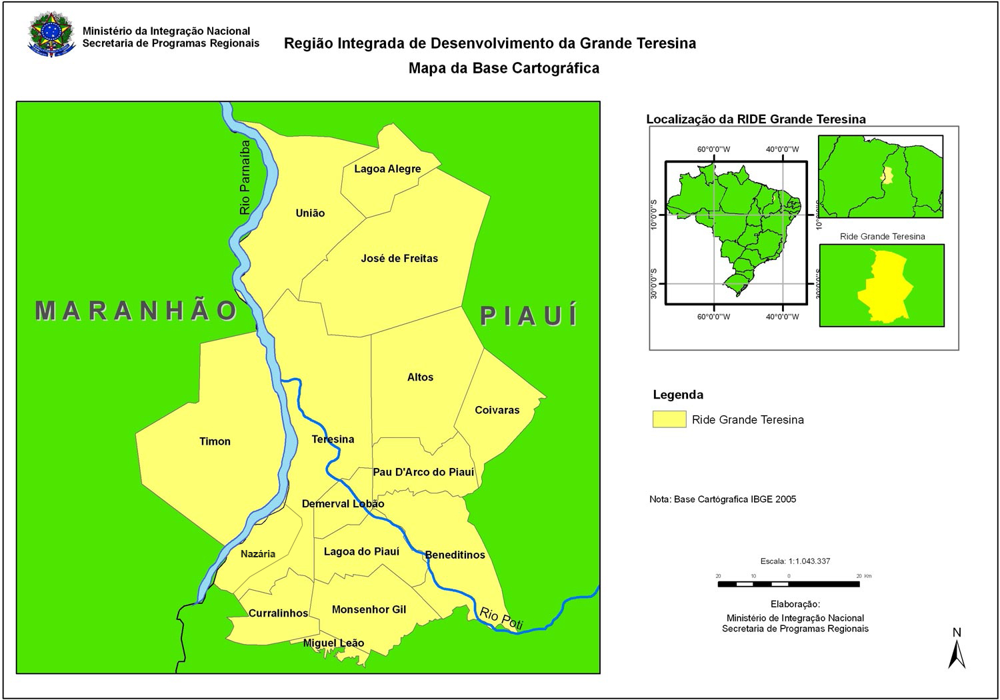 Ministério da Integração Nacional
Secretaria de Programas Regionais
Região Integrada de Desenvolvimento da Grande Teresina
Mapa da Base Cartográfica
Rio Parnaíba
Lagoa Alegre
União
José de Freitas
MARANHÃO
PIAUÍ
Altos
Coivaras
Timon
Teresina
Pau D'Arco do Piauí
Demerval Lobão
Nazária
Lagoa do Piauí
Beneditinos
Curralinhos
Monsenhor Gil
Rio Poti
Miguel Leão
Localização da RIDE Grande Teresina
60°0'0"W
40°0'0"W
10°0'0"S
10°0'0"S
30°0'0"S
60°0'0"W
40°0'0"W
Ride Grande Teresina
Legenda
Ride Grande Teresina
Nota: Base Cartógrafica IBGE 2005
Escala: 1:1.043.337
20 10 0 20 Km
Elaboração:
Ministério de Integração Nacional
Secretaria de Programas Regionais
N